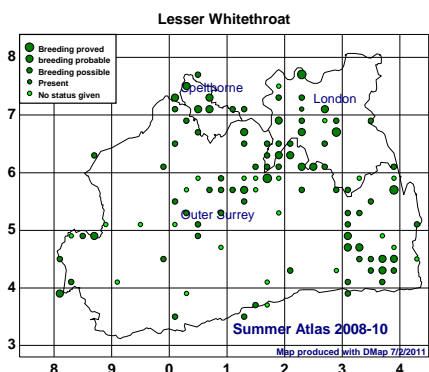 Lesser Whitethroat
8
7
6
5
4
3
Breeding proved
breeding probable
Breeding possible
Present
No status given
Spelthorne
London
Outer Surrey
Summer Atlas 2008-10
Map produced with DMap 7/2/2011
8 9 0 1 2 3 4